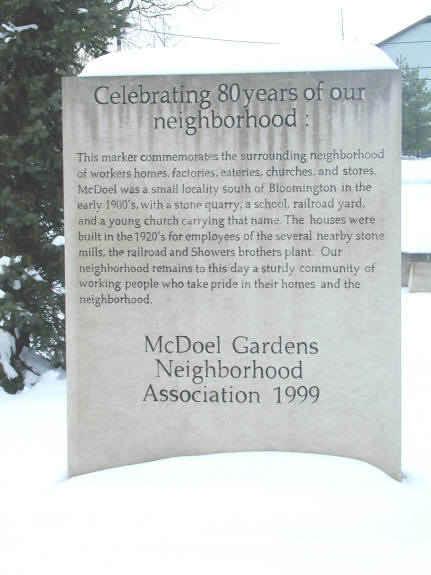 Celebrating 80 years of our
neighborhood :
This marker commemorates the surrounding neighborhood
of workers homes, factories, eateries, churches, and stores.
McDoel was a small locality south of Bloomington in the
early 1900's, with a stone quarry, a school, railroad yard,
and a young church carrying that name. The houses were
built in the 1920's for employees of the several nearby stone
mills, the railroad and Showers brothers plant. Our
neighborhood remains to this day a sturdy community of
working people who take pride in their homes and the
neighborhood.
McDoel Gardens
Neighborhood
Association 1999